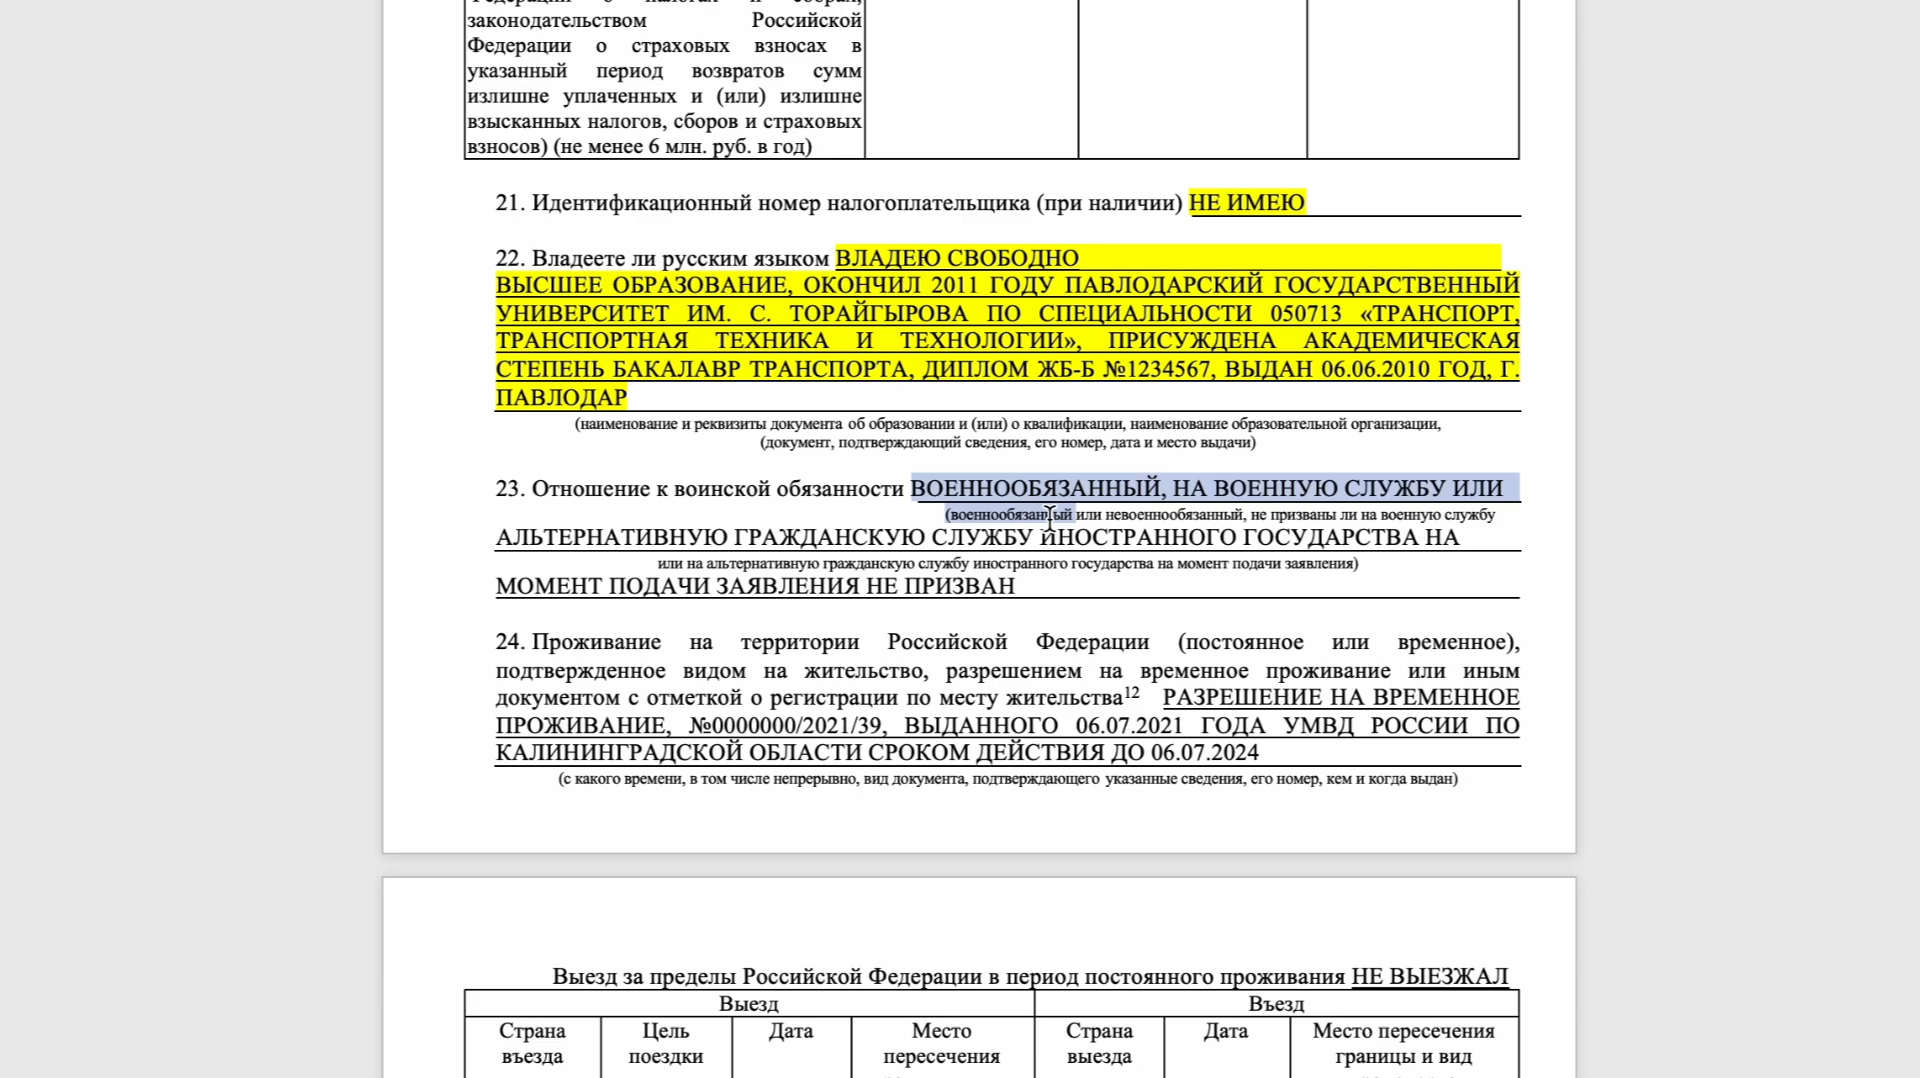 Федерации о налогах и сборах,
законодательством Российской
Федерации о страховых взносах в
указанный период возвратов сумм
излишне уплаченных и (или) излишне
взысканных налогов, сборов и страховых
взносов) (не менее 6 млн. руб. в год)
21. Идентификационный номер налогоплательщика (при наличии) НЕ ИМЕЮ
22. Владеете ли русским языком ВЛАДЕЮ СВОБОДНО
ВЫСШЕЕ ОБРАЗОВАНИЕ, ОКОНЧИЛ 2011 ГОДУ ПАВЛОДАРСКИЙ ГОСУДАРСТВЕННЫЙ
УНИВЕРСИТЕТ ИМ. С. ТОРАЙГЫРОВА ПО СПЕЦИАЛЬНОСТИ 050713 «ТРАНСПОРТ,
ТРАНСПОРТНАЯ ТЕХНИКА И ТЕХНОЛОГИИ», ПРИСУЖДЕНА АКАДЕМИЧЕСКАЯ
СТЕПЕНЬ БАКАЛАВР ТРАНСПОРТА, ДИПЛОМ ЖБ-Б №1234567, ВЫДАН 06.06.2010 ГОД, Г.
ПАВЛОДАР
(наименование и реквизиты документа об образовании и (или) о квалификации, наименование образовательной организации,
(документ, подтверждающий сведения, его номер, дата и место выдачи)
23. Отношение к воинской обязанности ВОЕННООБЯЗАННЫЙ, НА ВОЕННУЮ СЛУЖБУ ИЛИ
(военнообязанный или невоеннообязанный, не призваны ли на военную службу
АЛЬТЕРНАТИВНУЮ ГРАЖДАНСКУЮ СЛУЖБУ ИНОСТРАННОГО ГОСУДАРСТВА НА
или на альтернативную гражданскую службу иностранного государства на момент подачи заявления)
МОМЕНТ ПОДАЧИ ЗАЯВЛЕНИЯ НЕ ПРИЗВАН
24. Проживание на территории Российской Федерации (постоянное или временное),
подтвержденное видом на жительство, разрешением на временное проживание или иным
документом с отметкой о регистрации по месту жительства¹² РАЗРЕШЕНИЕ НА ВРЕМЕННОЕ
ПРОЖИВАНИЕ, №0000000/2021/39, ВЫДАННОГО 06.07.2021 ГОДА УМВД РОССИИ ПО
КАЛИНИНГРАДСКОЙ ОБЛАСТИ СРОКОМ ДЕЙСТВИЯ ДО 06.07.2024
(с какого времени, в том числе непрерывно, вид документа, подтверждающего указанные сведения, его номер, кем и когда выдан)
Выезд за пределы Российской Федерации в период постоянного проживания НЕ ВЫЕЗЖАЛ
Выезд Въезд
Страна Цель Дата Место Страна Дата Место пересечения
въезда поездки пересечения выезда границы и вид